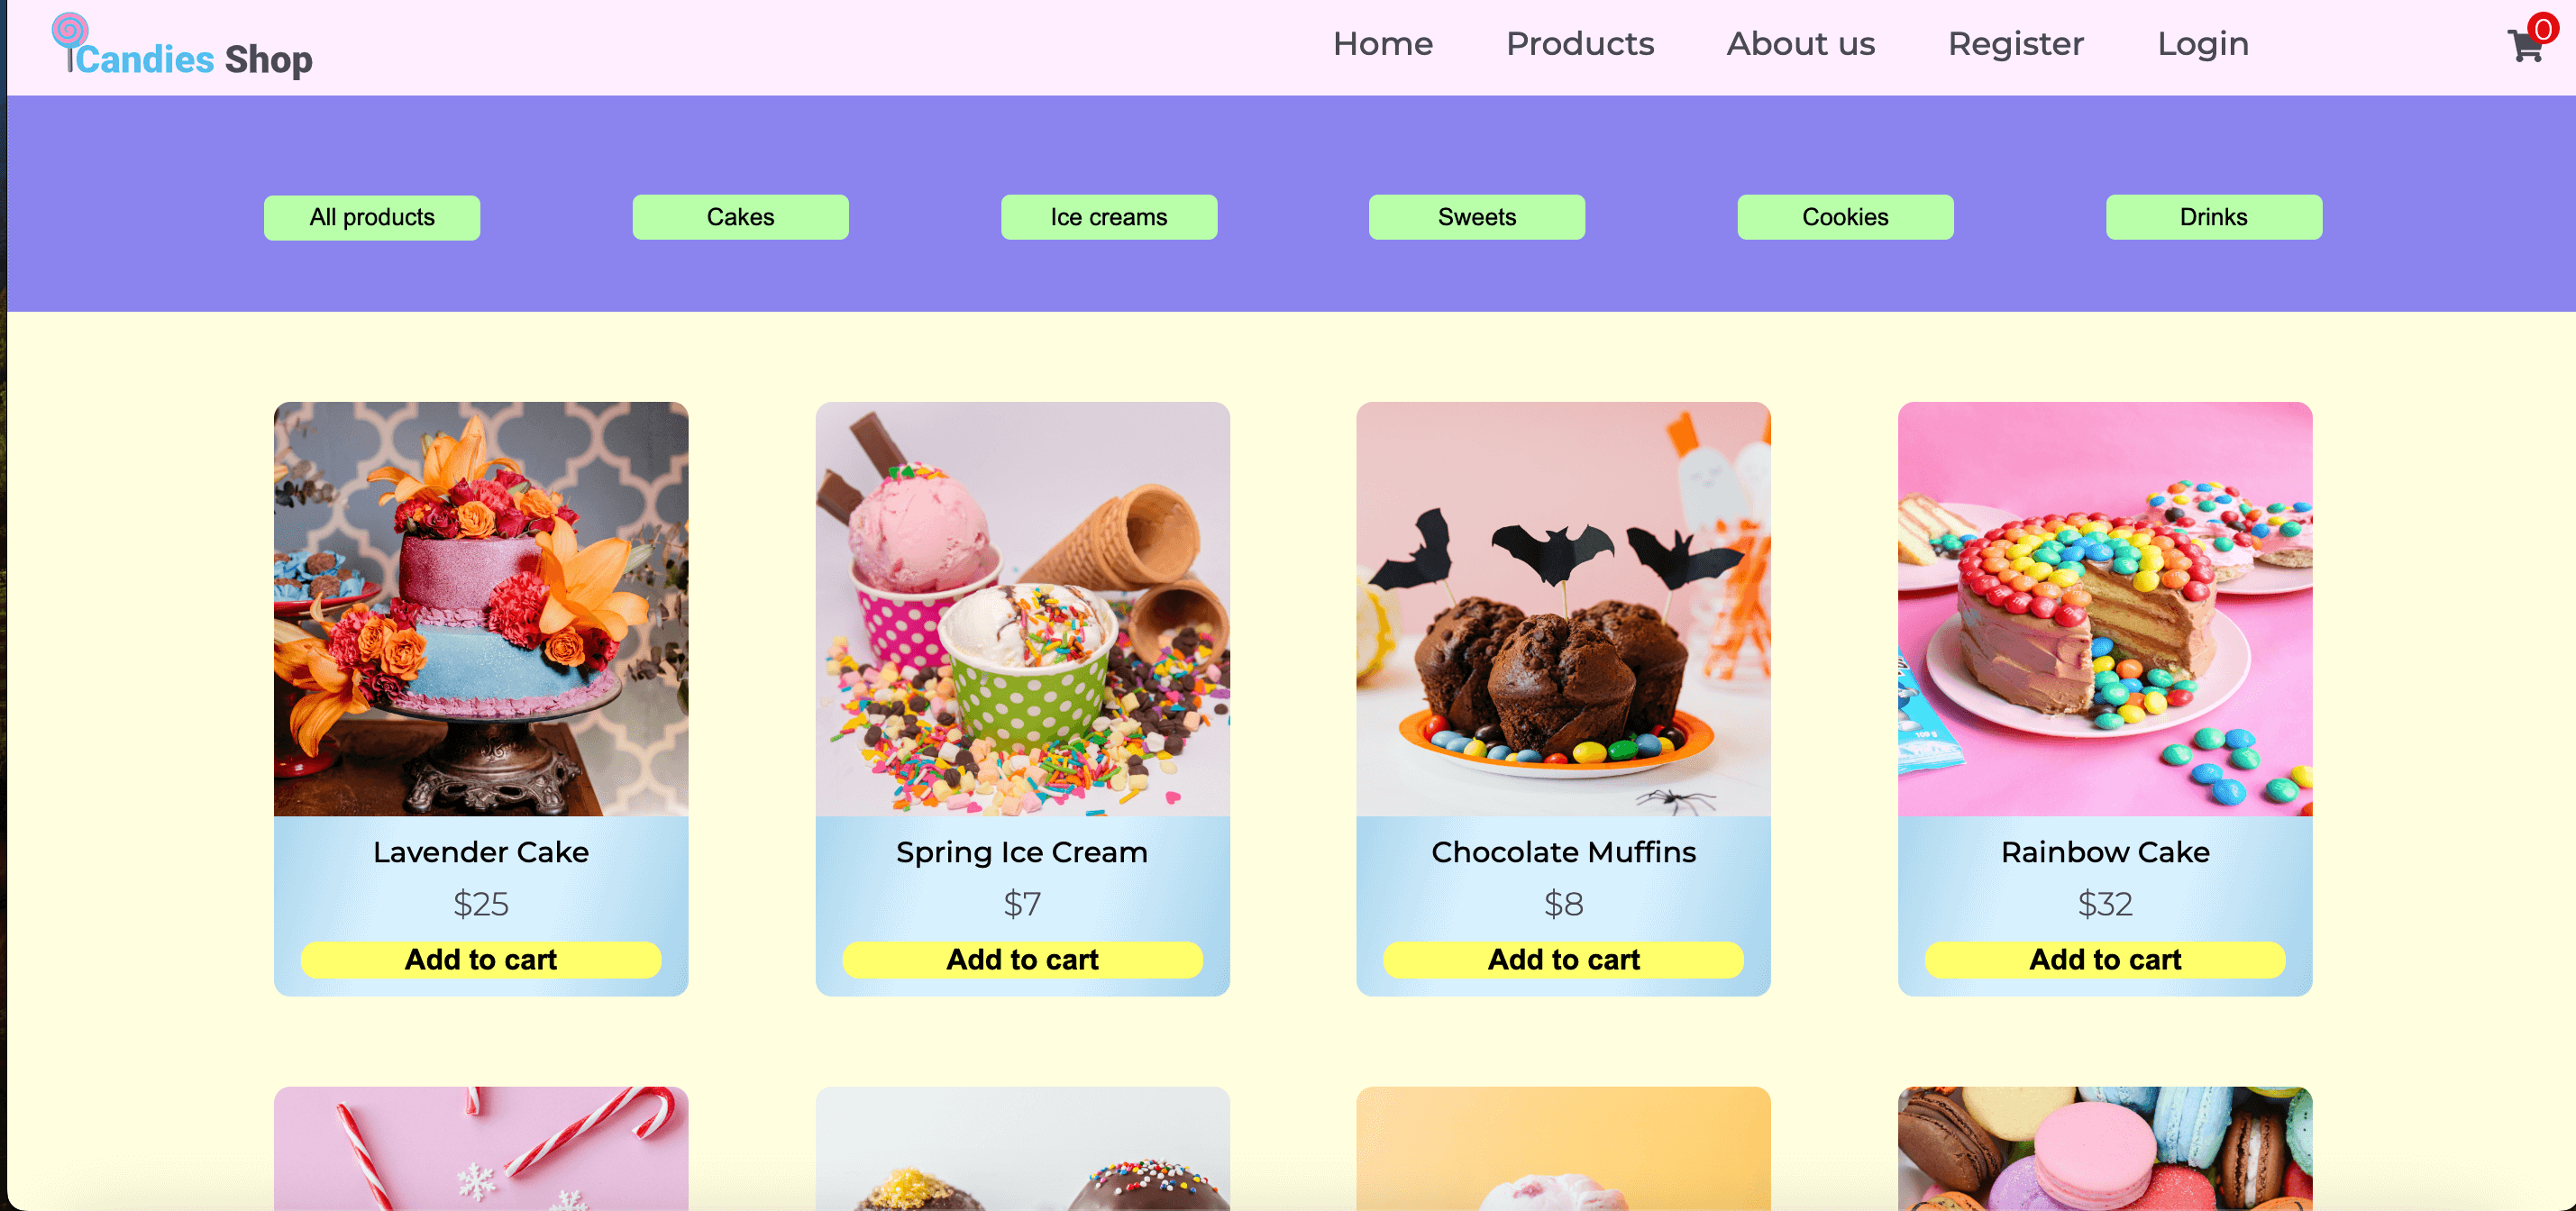 Candies Shop
Home
Products
About us
Register
Login
0
All products
Cakes
Ice creams
Sweets
Cookies
Drinks
Lavender Cake
$25
Add to cart
Spring Ice Cream
$7
Add to cart
Chocolate Muffins
$8
Add to cart
Rainbow Cake
$32
Add to cart